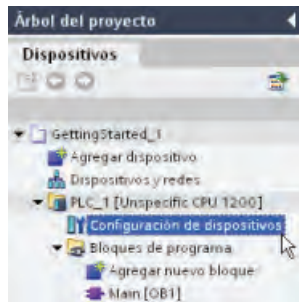 Árbol del proyecto
Dispositivos
GettingStarted_1
Agregar dispositivo
Dispositivos y redes
PLC_1 [Unspecific CPU 1200]
Configuración de dispositivos
Bloques de programa
Agregar nuevo bloque
Main [OB1]